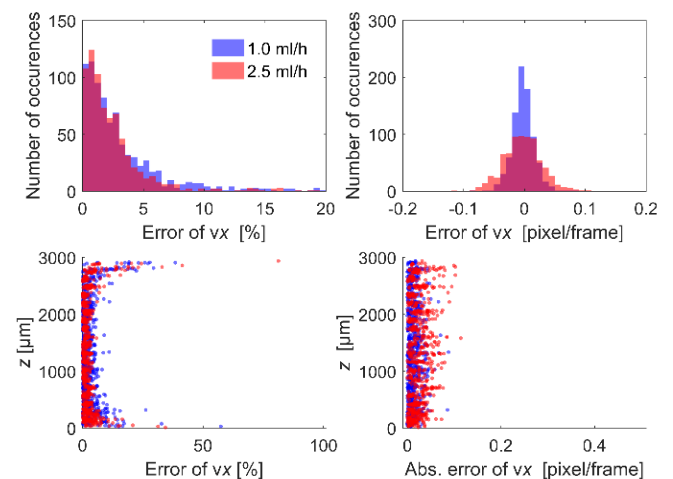 150
100
50
0
Number of occurences
1.0 ml/h
2.5 ml/h
0 5 10 15 20
Error of vx [%]
300
200
100
0
Number of occurences
-0.2 -0.1 0 0.1 0.2
Error of vx [pixel/frame]
3000
2000
1000
0
z [µm]
0 50 100
Error of vx [%]
3000
2000
1000
0
z [µm]
0 0.2 0.4
Abs. error of vx [pixel/frame]